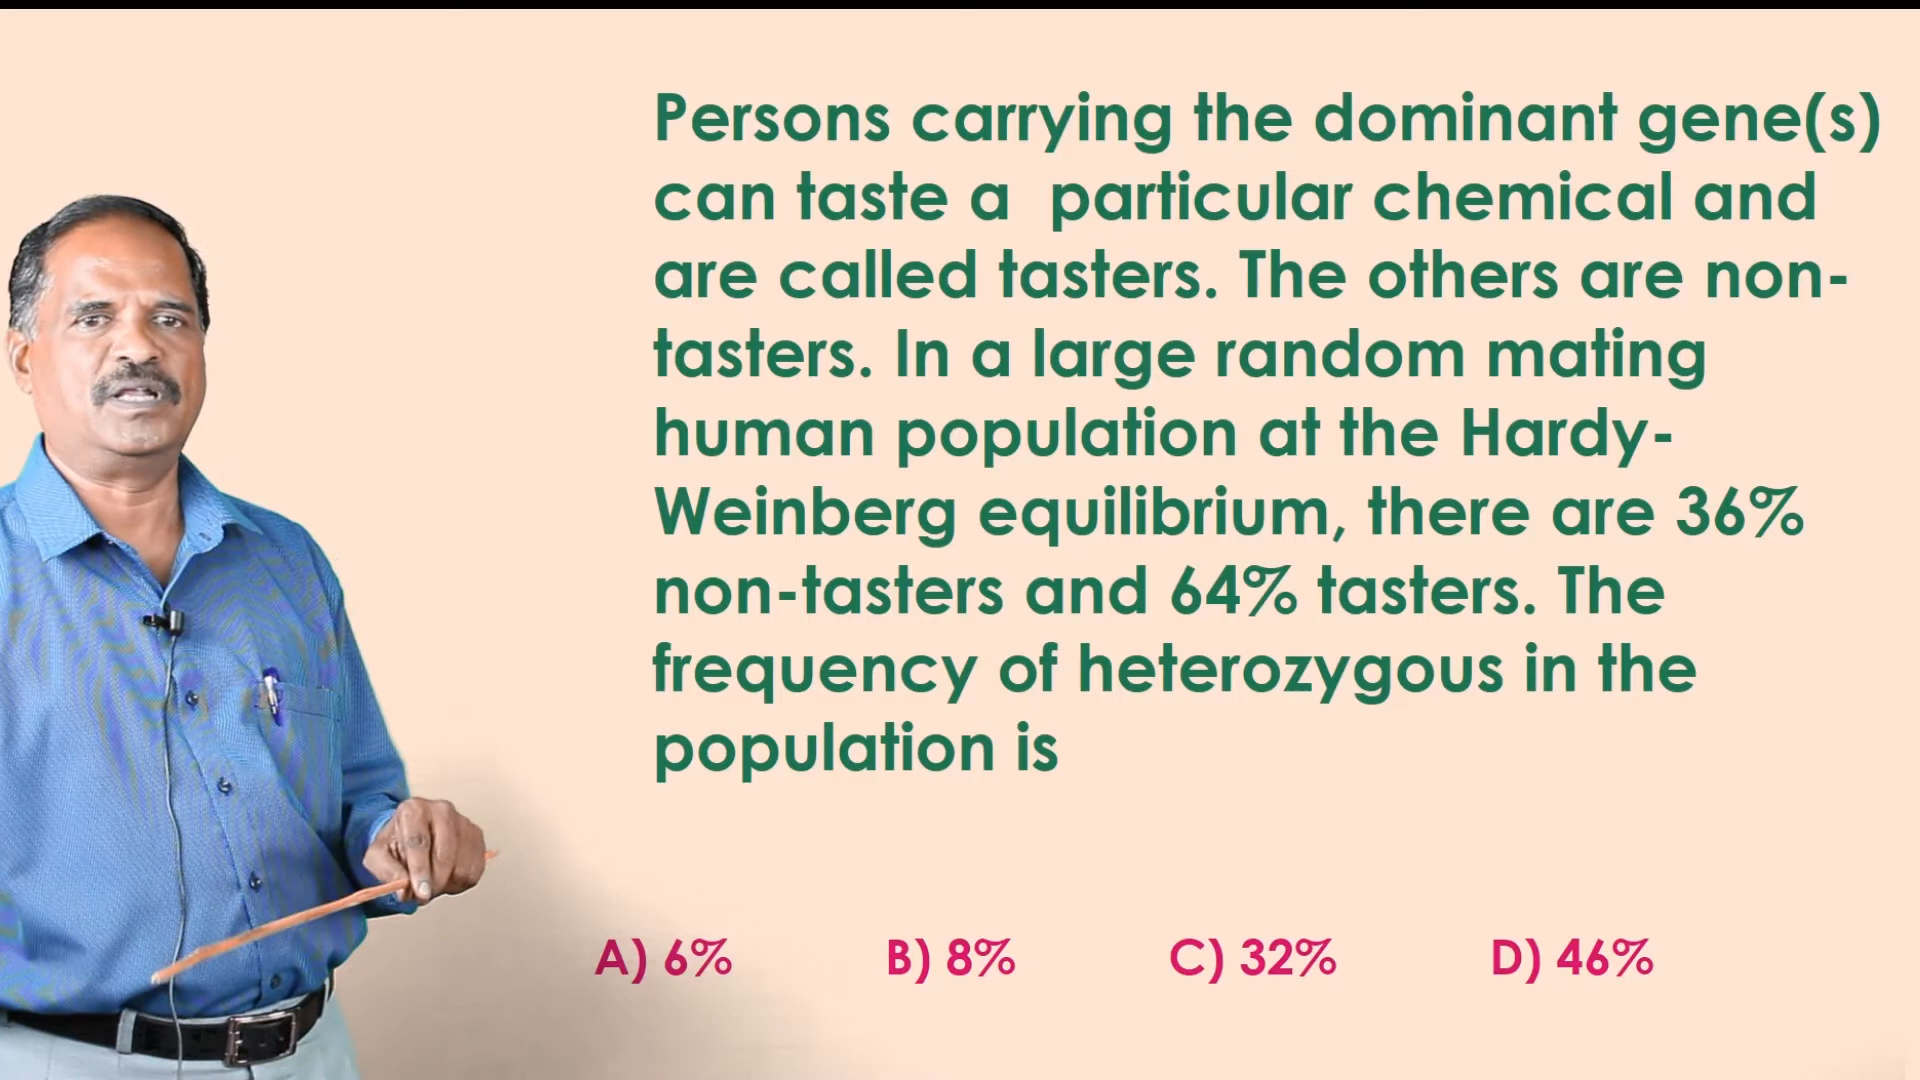 Persons carrying the dominant gene(s)
can taste a particular chemical and
are called tasters. The others are non-
tasters. In a large random mating
human population at the Hardy-
Weinberg equilibrium, there are 36%
non-tasters and 64% tasters. The
frequency of heterozygous in the
population is
A) 6% B) 8% C) 32% D) 46%